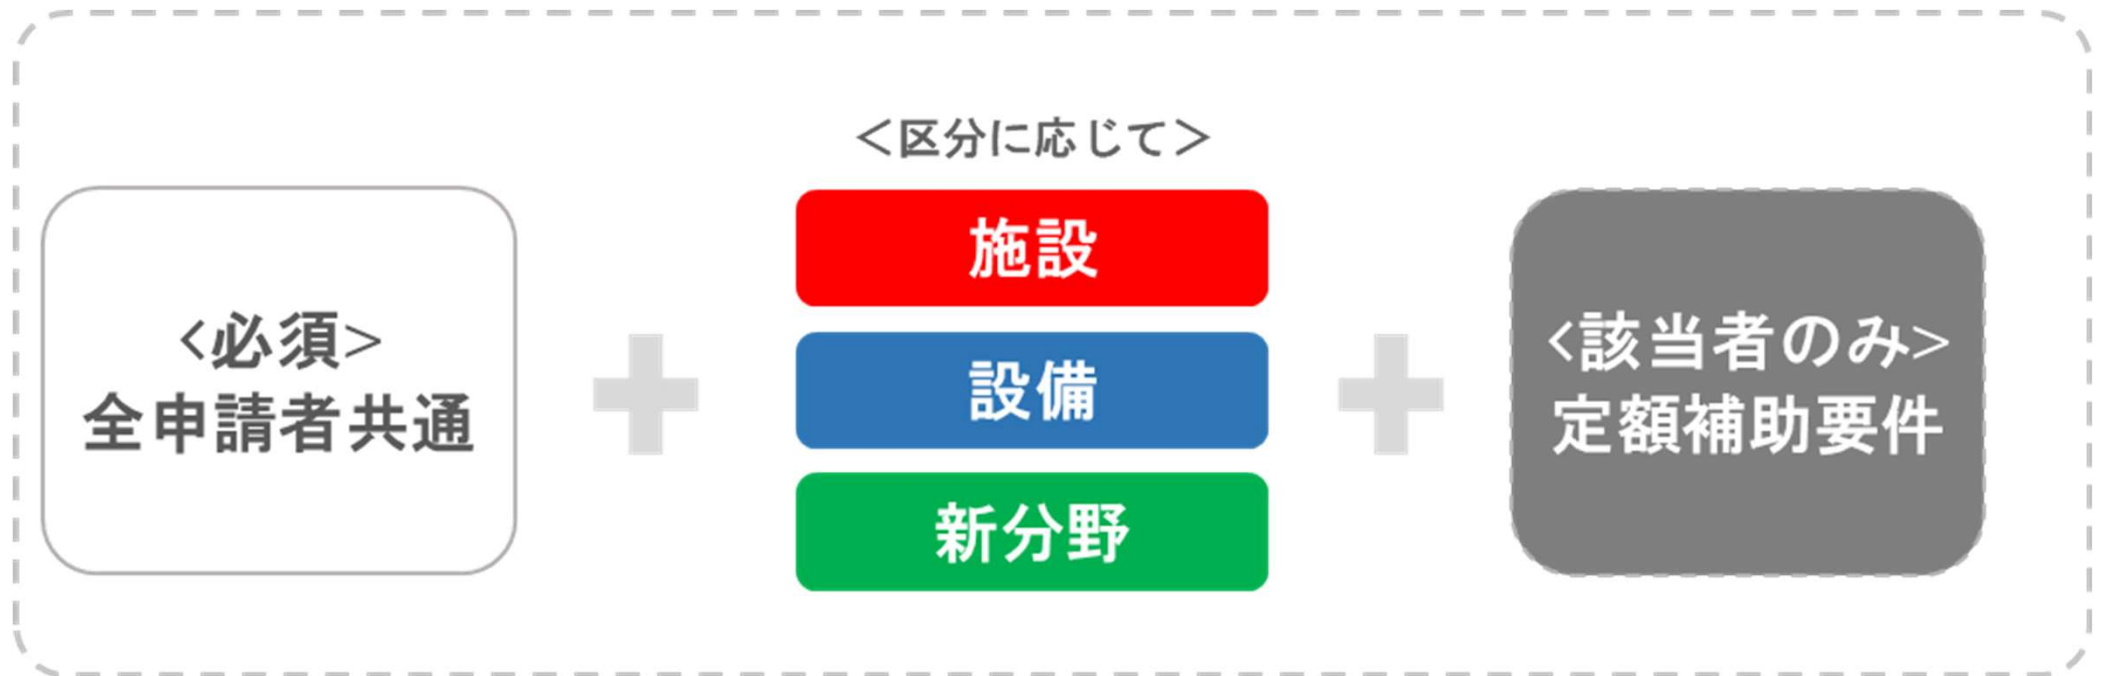 <必須>
全申請者共通
＜区分に応じて＞
施設
設備
新分野
<該当者のみ>
定額補助要件